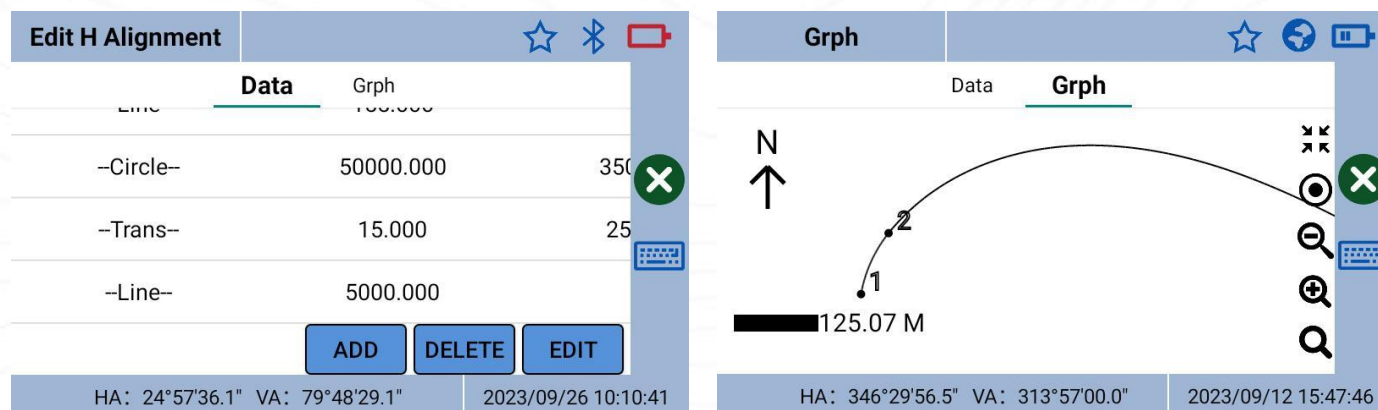 Edit H Alignment
Data Grph
--Circle-- 50000.000 350
--Trans-- 15.000 25
--Line-- 5000.000
ADD DELETE EDIT
HA: 24°57'36.1" VA: 79°48'29.1" 2023/09/26 10:10:41
Grph
Data Grph
N
2
1
125.07 M
HA: 346°29'56.5" VA: 313°57'00.0" 2023/09/12 15:47:46